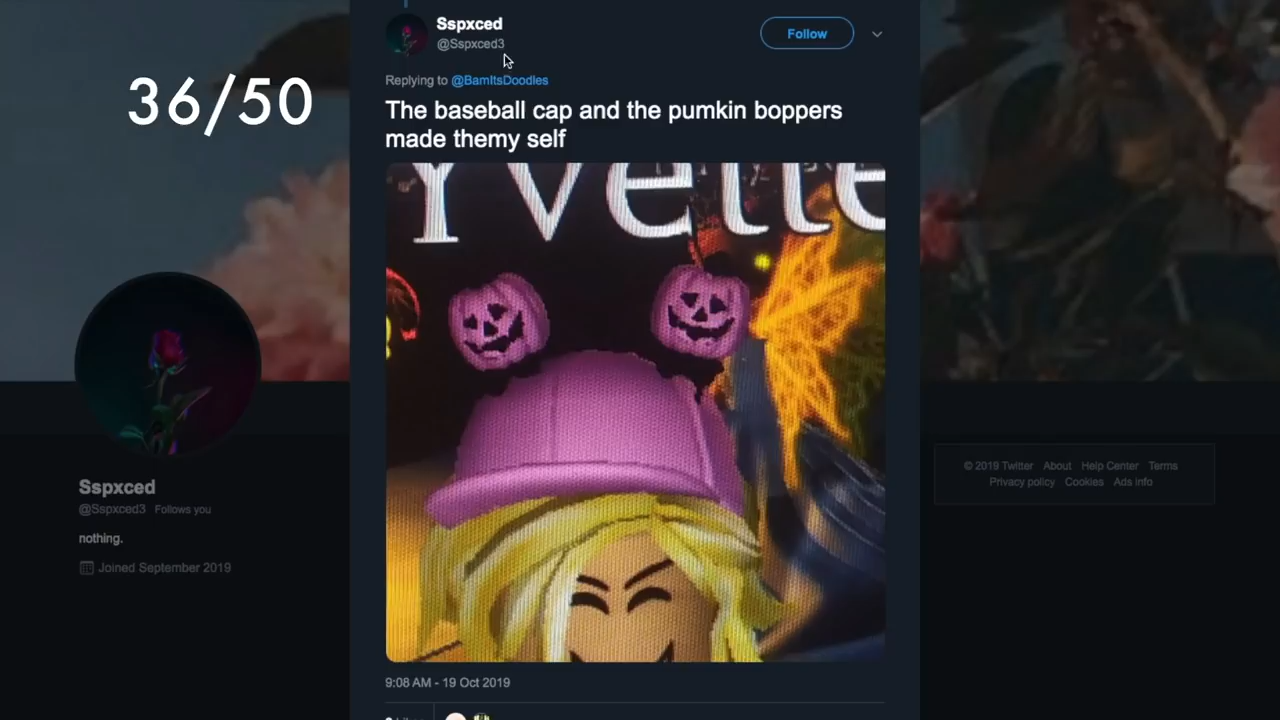 Sspxced
@Sspxced3
Follow
36/50
Replying to @BamItsDoodles
The baseball cap and the pumkin boppers
made themy self
Yvette
Sspxced
@Sspxced3 Follows you
nothing.
Joined September 2019
© 2019 Twitter About Help Center Terms
Privacy policy Cookies Ads info
9:08 AM - 19 Oct 2019